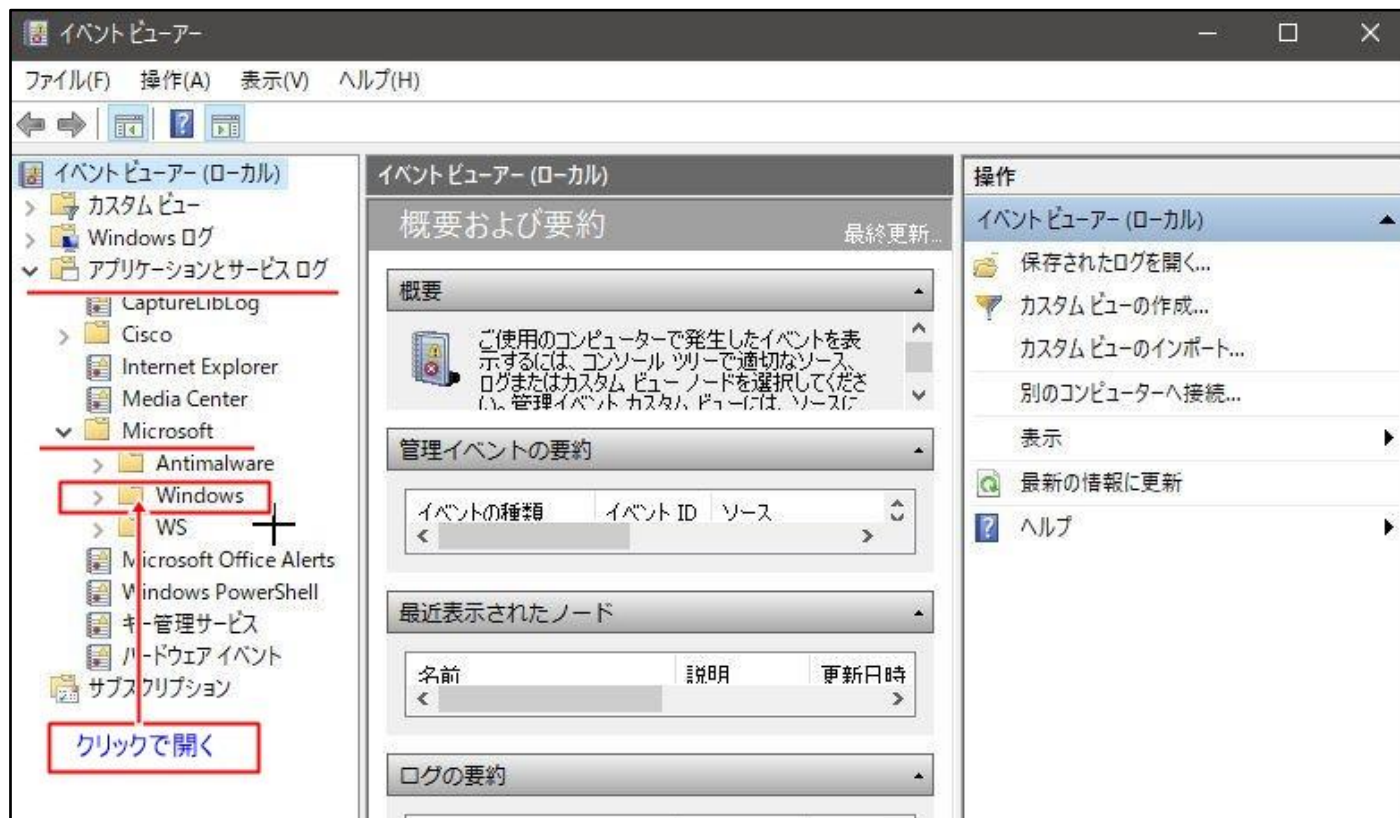 イベント ビューアー
ファイル(F) 操作(A) 表示(V) ヘルプ(H)
イベント ビューアー (ローカル)
カスタム ビュー
Windows ログ
アプリケーションとサービス ログ
CaptureLibLog
Cisco
Internet Explorer
Media Center
Microsoft
Antimalware
Windows
WS
Microsoft Office Alerts
Windows PowerShell
キー管理サービス
ハードウェア イベント
サブスクリプション
クリックで開く
イベント ビューアー (ローカル)
概要および要約
最終更新...
概要
ご使用のコンピューターで発生したイベントを表
示するには、コンソール ツリーで適切なソース、
ログまたはカスタム ビュー ノードを選択してくださ
い。管理イベント カスタム ビューには、ソースに
管理イベントの要約
イベントの種類 イベント ID ソース
最近表示されたノード
名前 説明 更新日時
ログの要約
操作
イベント ビューアー (ローカル)
保存されたログを開く...
カスタム ビューの作成...
カスタム ビューのインポート...
別のコンピューターへ接続...
表示
最新の情報に更新
ヘルプ